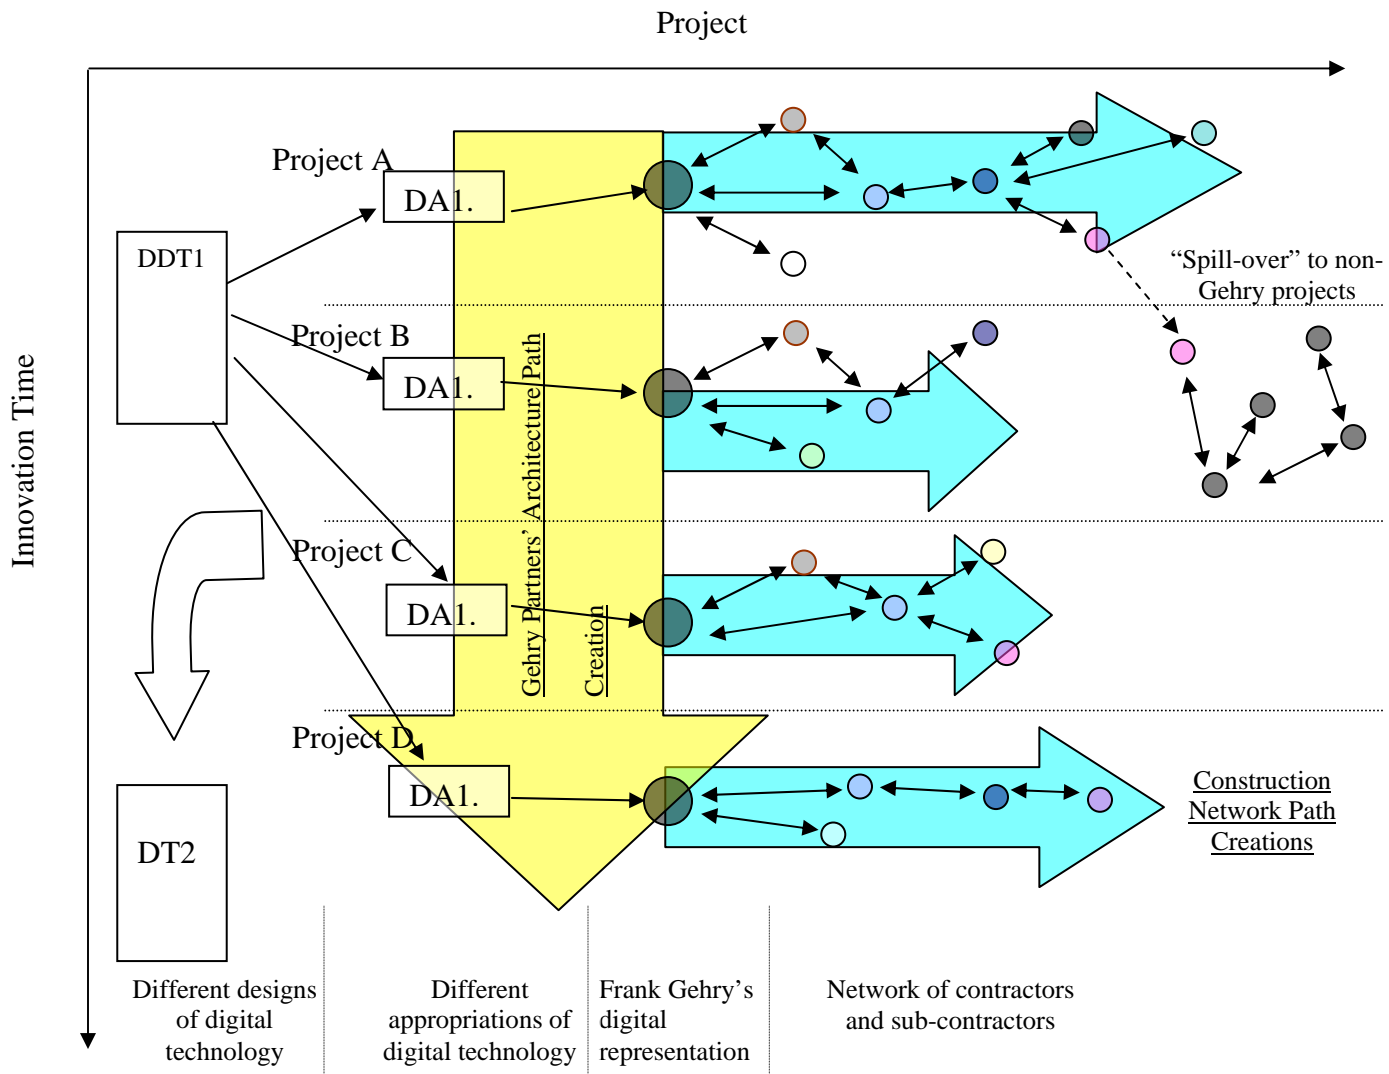 Project
Project A
DA1.
DDT1
“Spill-over” to non-
Gehry projects
Project B
DA1.
Innovation Time
Gehry Partners’ Architecture Path
Creation
Project C
DA1.
Project D
DA1.
Construction
Network Path
Creations
DT2
Different designs
of digital
technology
Different
appropriations of
digital technology
Frank Gehry’s
digital
representation
Network of contractors
and sub-contractors